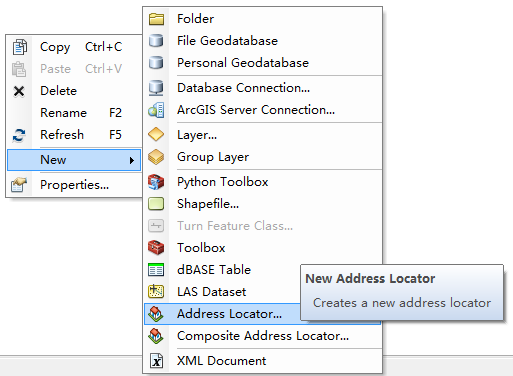 Copy Ctrl+C
Paste Ctrl+V
Delete
Rename F2
Refresh F5
New
Properties...
Folder
File Geodatabase
Personal Geodatabase
Database Connection...
ArcGIS Server Connection...
Layer...
Group Layer
Python Toolbox
Shapefile...
Turn Feature Class...
Toolbox
dBASE Table
LAS Dataset
Address Locator...
Composite Address Locator...
XML Document
New Address Locator
Creates a new address locator